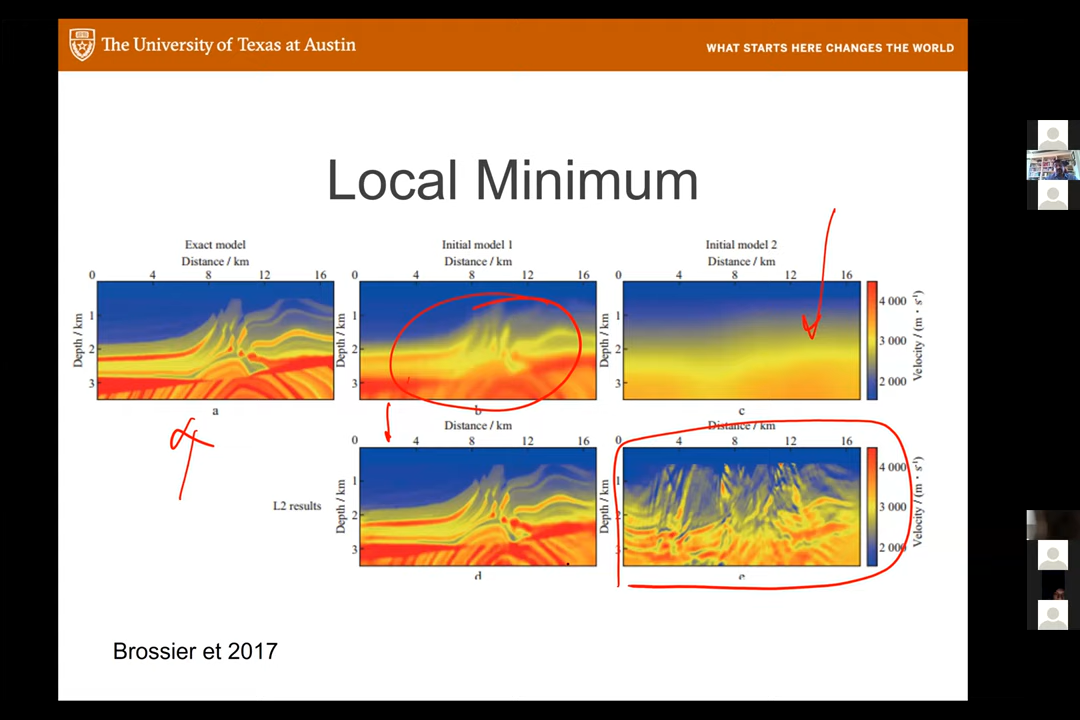 The University of Texas at Austin
WHAT STARTS HERE CHANGES THE WORLD
Local Minimum
Exact model
Distance / km
0 4 8 12 16
Depth / km
1
2
3
a
Initial model 1
Distance / km
0 4 8 12 16
Depth / km
1
2
3
b
Initial model 2
Distance / km
0 4 8 12 16
Depth / km
1
2
3
c
4 000
3 000
2 000
Velocity / (m · s⁻¹)
L2 results
Distance / km
0 4 8 12 16
Depth / km
1
2
3
d
Distance / km
0 4 8 12 16
Depth / km
1
2
3
e
4 000
3 000
2 000
Velocity / (m · s⁻¹)
Brossier et 2017